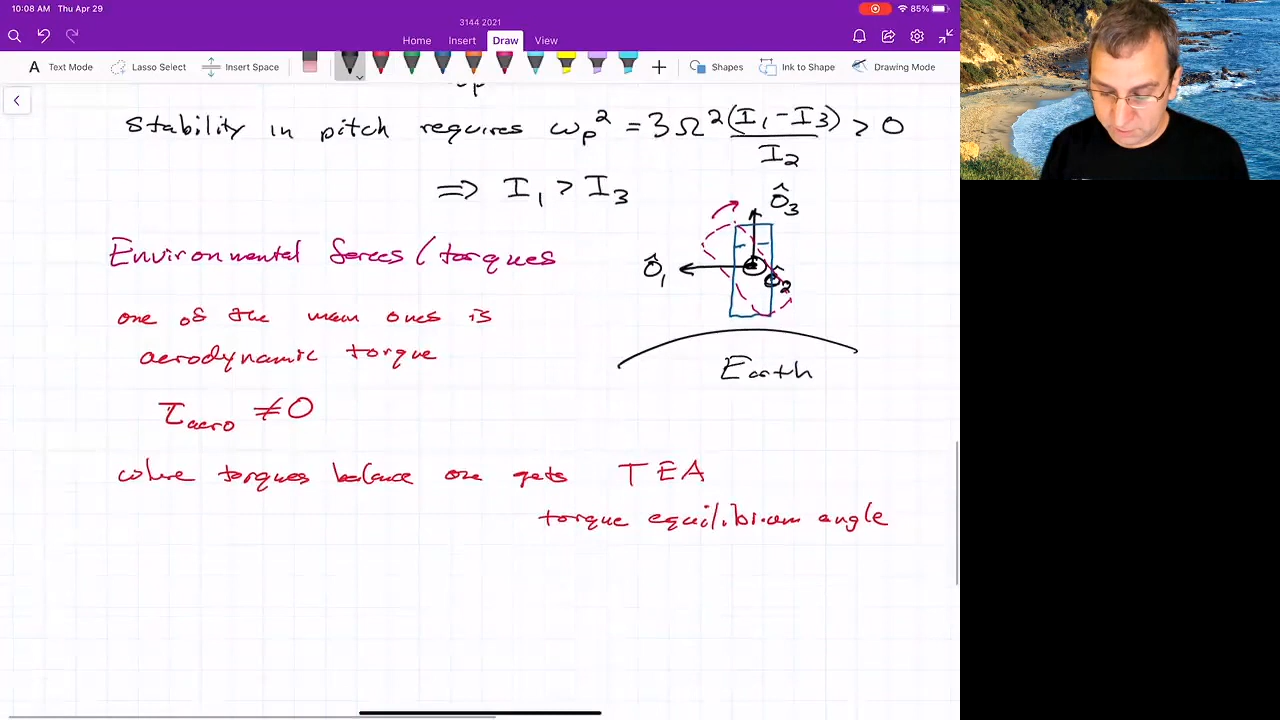 10:08 AM Thu Apr 29
85%
3144 2021
Home Insert Draw View
Text Mode Lasso Select Insert Space Shapes Ink to Shape Drawing Mode
Stability in pitch requires ωp² = 3Ω²(I1 - I3)/I2 > 0
⇒ I1 > I3
ô3
Environmental forces/torques
ô1
ô2
one of the main ones is
aerodynamic torque
Earth
τaero ≠ 0
where torques balance one gets TEA
torque equilibrium angle